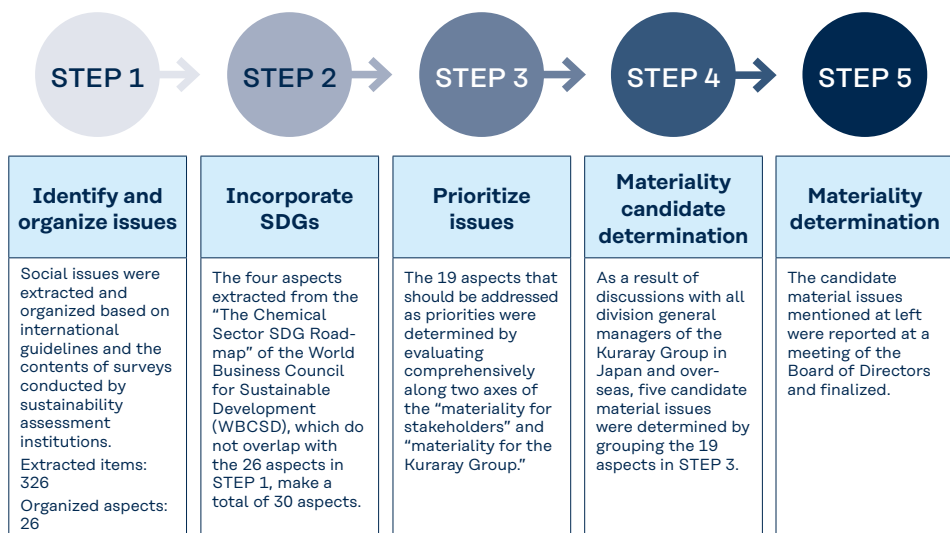 STEP 1
STEP 2
STEP 3
STEP 4
STEP 5
Identify and
organize issues
Social issues were
extracted and
organized based on
international
guidelines and the
contents of surveys
conducted by
sustainability
assessment
institutions.
Extracted items:
326
Organized aspects:
26
Incorporate
SDGs
The four aspects
extracted from the
“The Chemical
Sector SDG Road-
map” of the World
Business Council
for Sustainable
Development
(WBCSD), which do
not overlap with
the 26 aspects in
STEP 1, make a
total of 30 aspects.
Prioritize
issues
The 19 aspects that
should be addressed
as priorities were
determined by
evaluating
comprehensively
along two axes of
the “materiality for
stakeholders” and
“materiality for the
Kuraray Group.”
Materiality
candidate
determination
As a result of
discussions with all
division general
managers of the
Kuraray Group in
Japan and over-
seas, five candidate
material issues
were determined by
grouping the 19
aspects in STEP 3.
Materiality
determination
The candidate
material issues
mentioned at left
were reported at a
meeting of the
Board of Directors
and finalized.